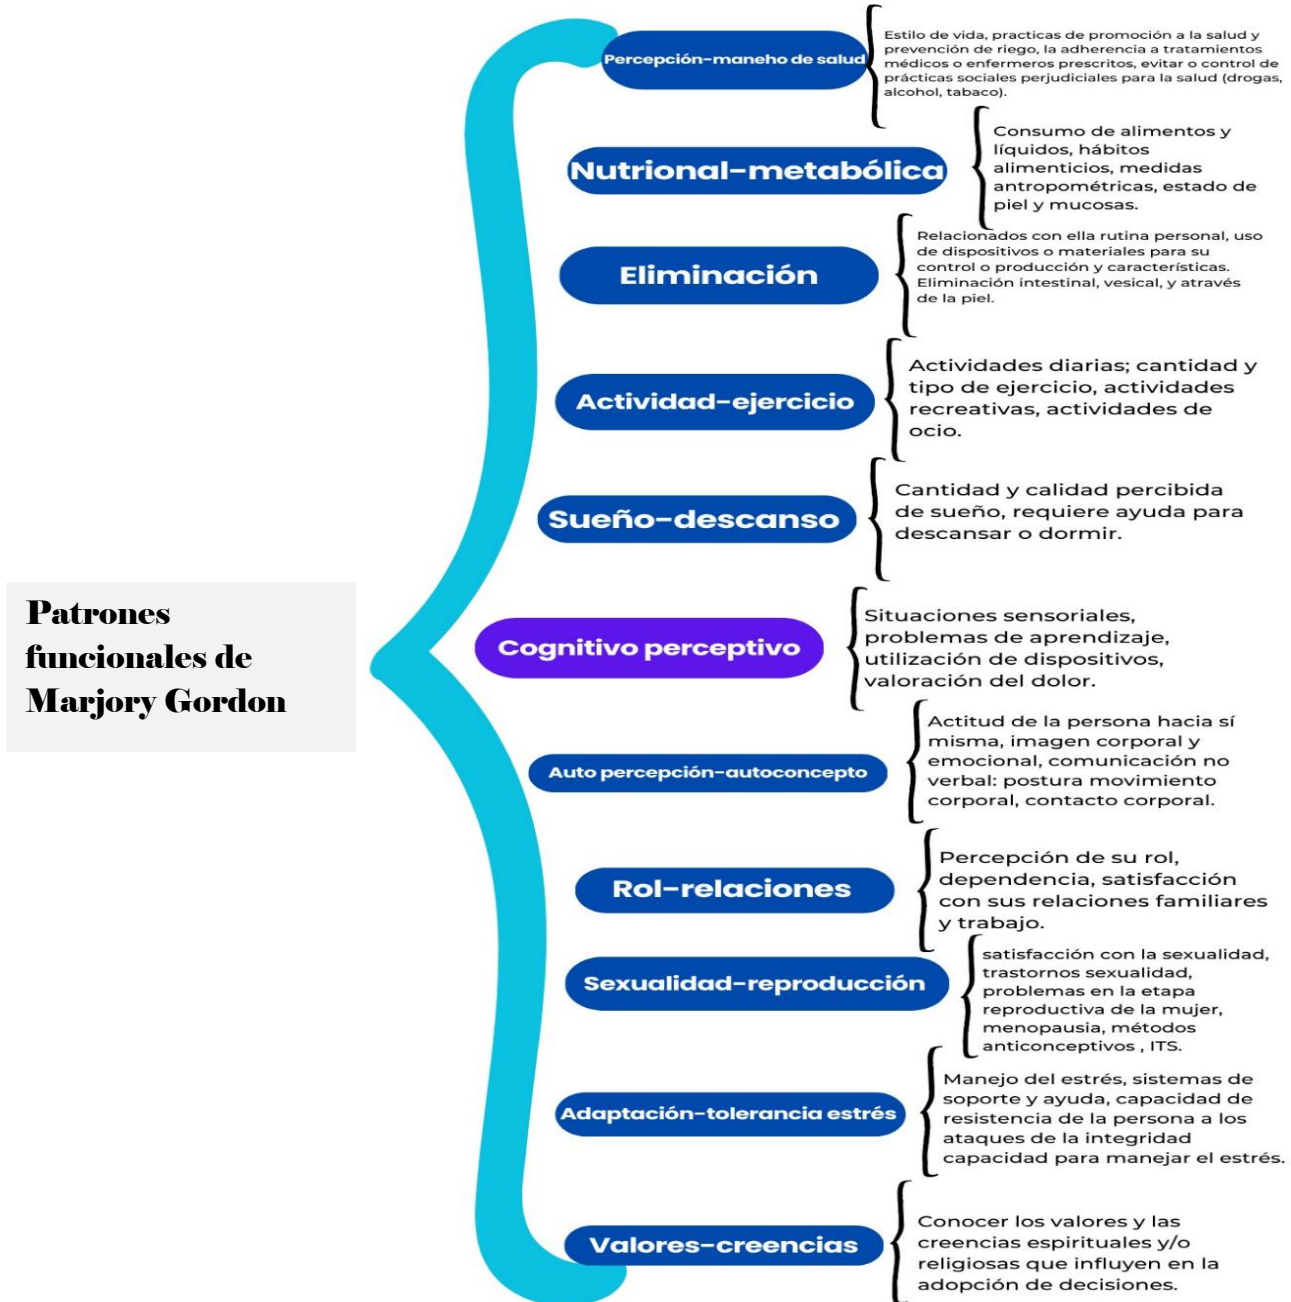 Patrones
funcionales de
Marjory Gordon
Percepción-maneho de salud
Estilo de vida, practicas de promoción a la salud y
prevención de riego, la adherencia a tratamientos
médicos o enfermeros prescritos, evitar o control de
prácticas sociales perjudiciales para la salud (drogas,
alcohol, tabaco).
Nutrional-metabólica
Consumo de alimentos y
líquidos, hábitos
alimenticios, medidas
antropométricas, estado de
piel y mucosas.
Eliminación
Relacionados con ella rutina personal, uso
de dispositivos o materiales para su
control o producción y características.
Eliminación intestinal, vesical, y através
de la piel.
Actividad-ejercicio
Actividades diarias; cantidad y
tipo de ejercicio, actividades
recreativas, actividades de
ocio.
Sueño-descanso
Cantidad y calidad percibida
de sueño, requiere ayuda para
descansar o dormir.
Cognitivo perceptivo
Situaciones sensoriales,
problemas de aprendizaje,
utilización de dispositivos,
valoración del dolor.
Auto percepción-autoconcepto
Actitud de la persona hacia sí
misma, imagen corporal y
emocional, comunicación no
verbal: postura movimiento
corporal, contacto corporal.
Rol-relaciones
Percepción de su rol,
dependencia, satisfacción
con sus relaciones familiares
y trabajo.
Sexualidad-reproducción
satisfacción con la sexualidad,
trastornos sexualidad,
problemas en la etapa
reproductiva de la mujer,
menopausia, métodos
anticonceptivos , ITS.
Adaptación-tolerancia estrés
Manejo del estrés, sistemas de
soporte y ayuda, capacidad de
resistencia de la persona a los
ataques de la integridad
capacidad para manejar el estrés.
Valores-creencias
Conocer los valores y las
creencias espirituales y/o
religiosas que influyen en la
adopción de decisiones.